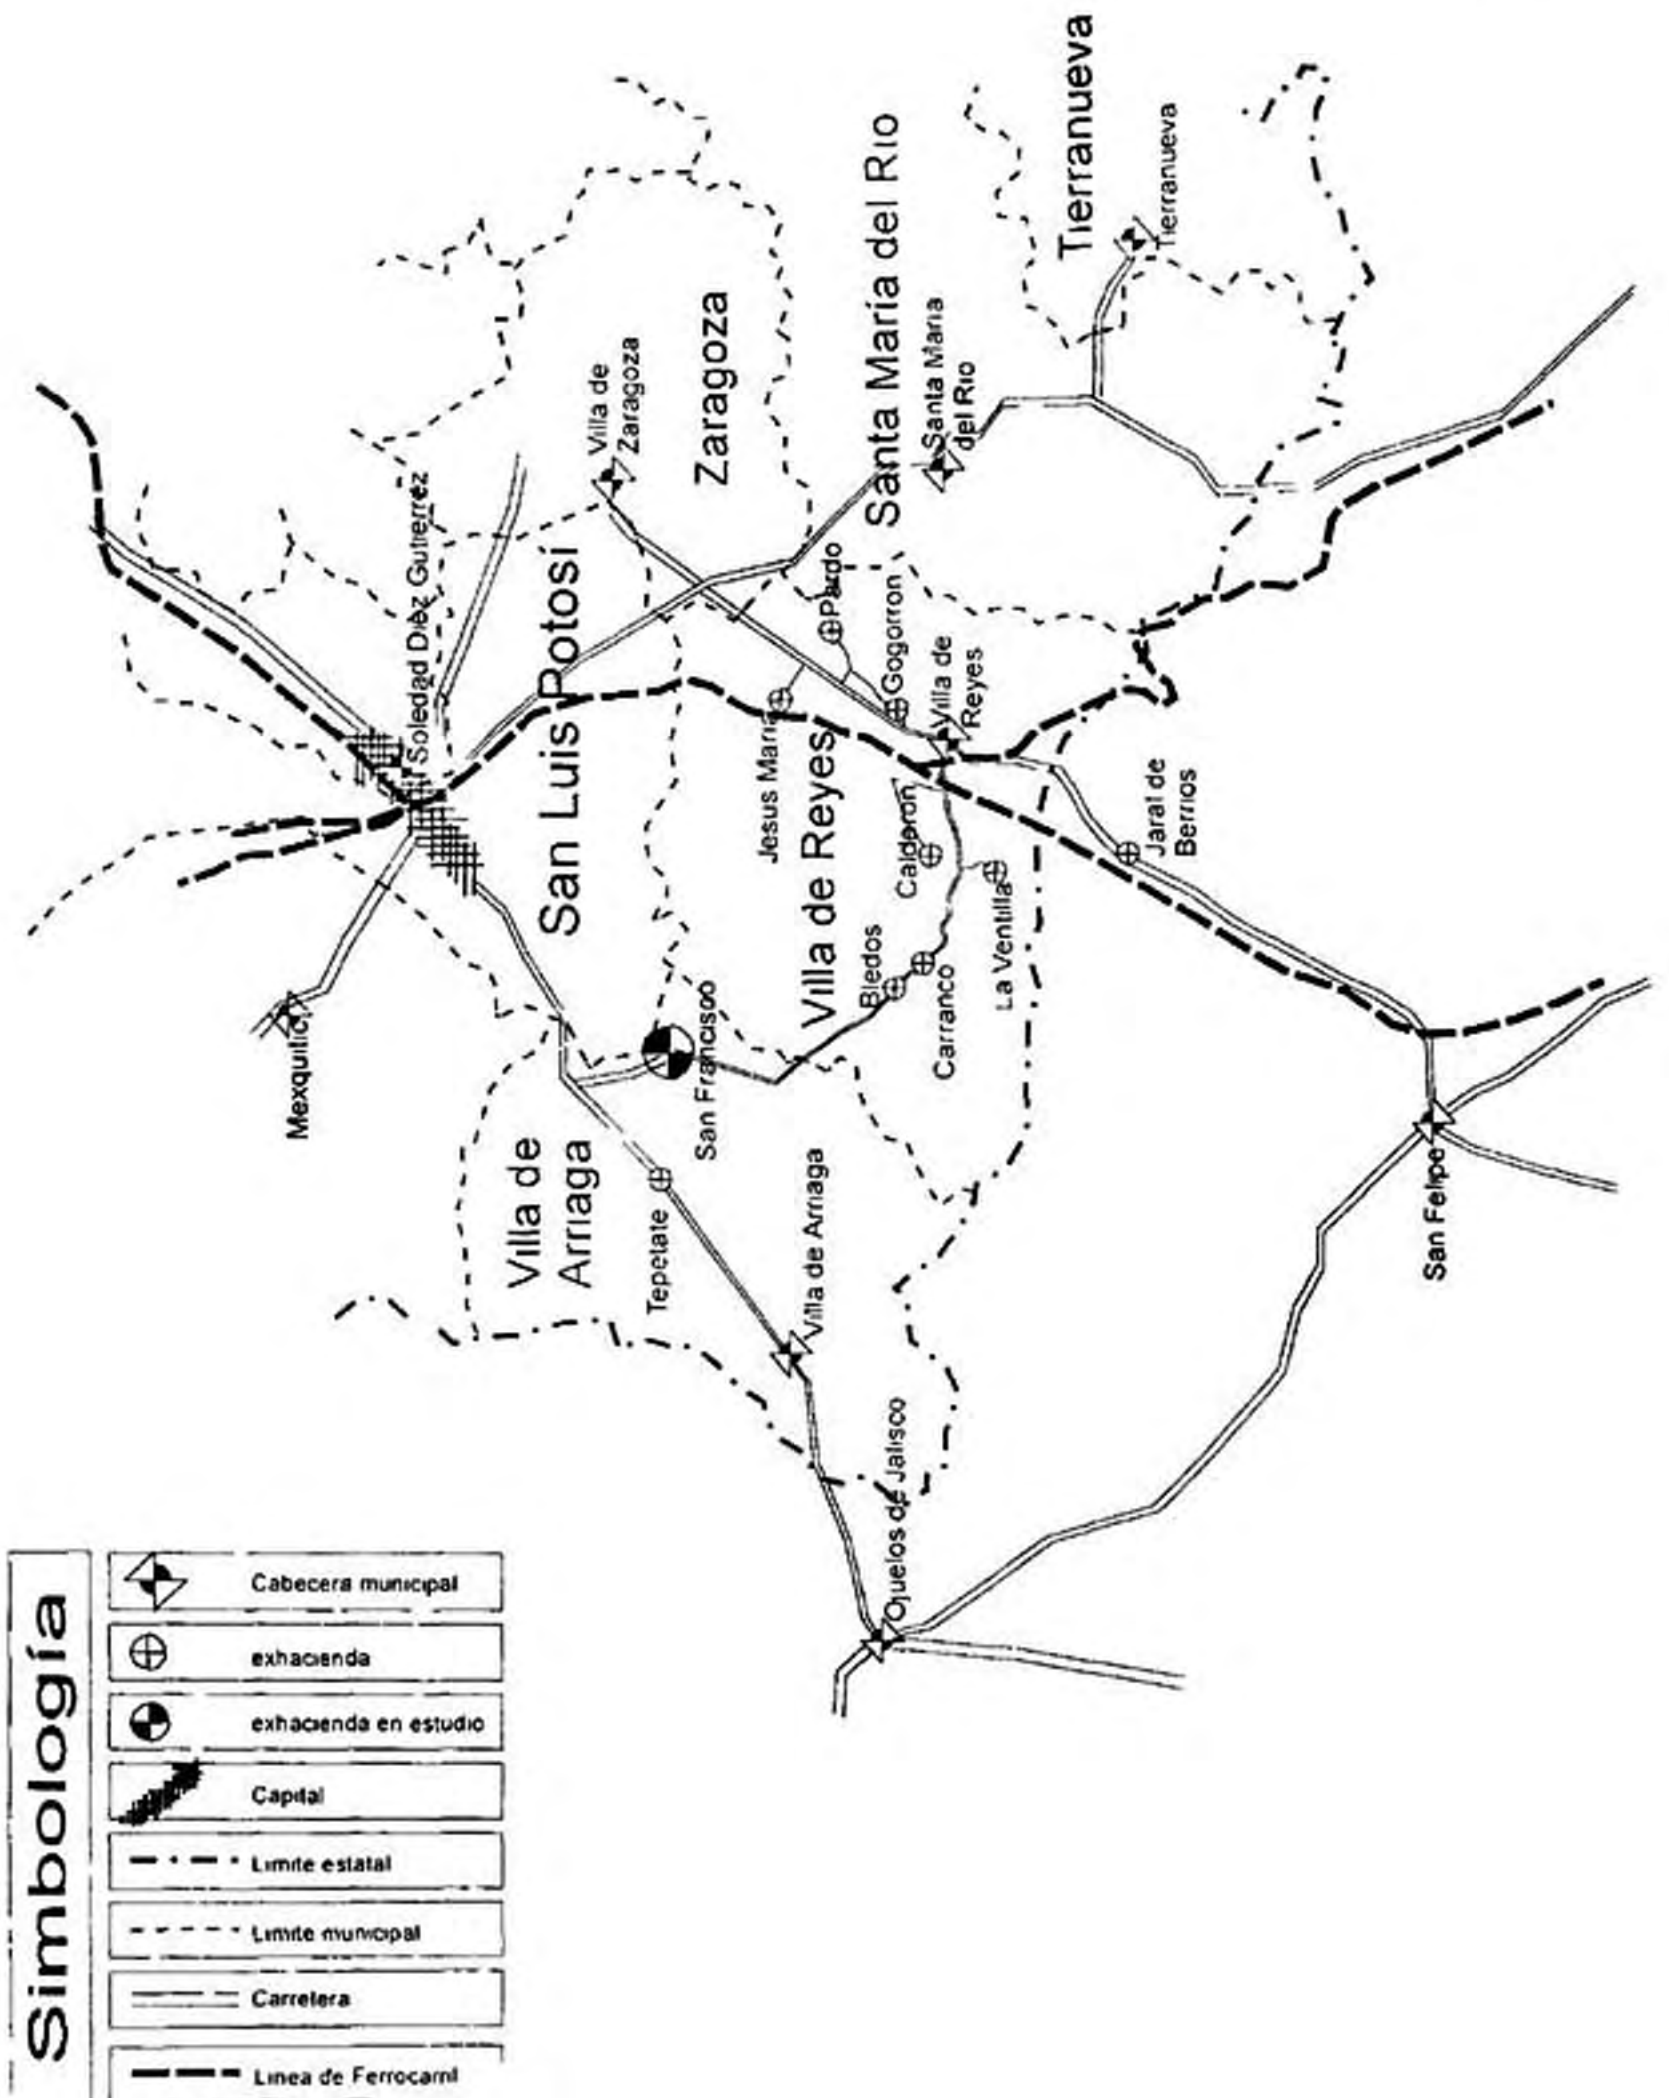 Simbología
Cabecera municipal
exhacienda
exhacienda en estudio
Capital
Limite estatal
Limite municipal
Carretera
Linea de Ferrocarril
Mexquitic
Soledad Diez Gutierrez
San Luis Potosí
Villa de
Zaragoza
Zaragoza
Santa María del Rio
Santa Maria
del Rio
Tierranueva
Tierranueva
Pardo
Gogorron
Jesus Maria
Villa de
Reyes
Villa de Reyes
Calderon
La Ventilla
Bledos
Carranco
Jaral de
Berrios
San Francisco
Villa de
Arriaga
Tepetate
Villa de Arriaga
Ojuelos de Jalisco
San Felipe